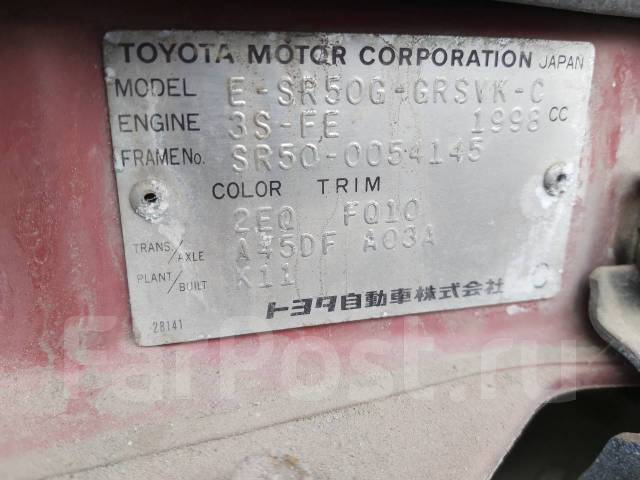 TOYOTA MOTOR CORPORATION JAPAN
MODEL E-SR50G-GRSVK-C
ENGINE 3S-FE 1998 CC
FRAME No. SR50-0054145
COLOR TRIM
2EQ FQ10
TRANS./AXLE A45DF A03A
PLANT/BUILT K11 C
トヨタ自動車株式会社
28141
FarPost.ru